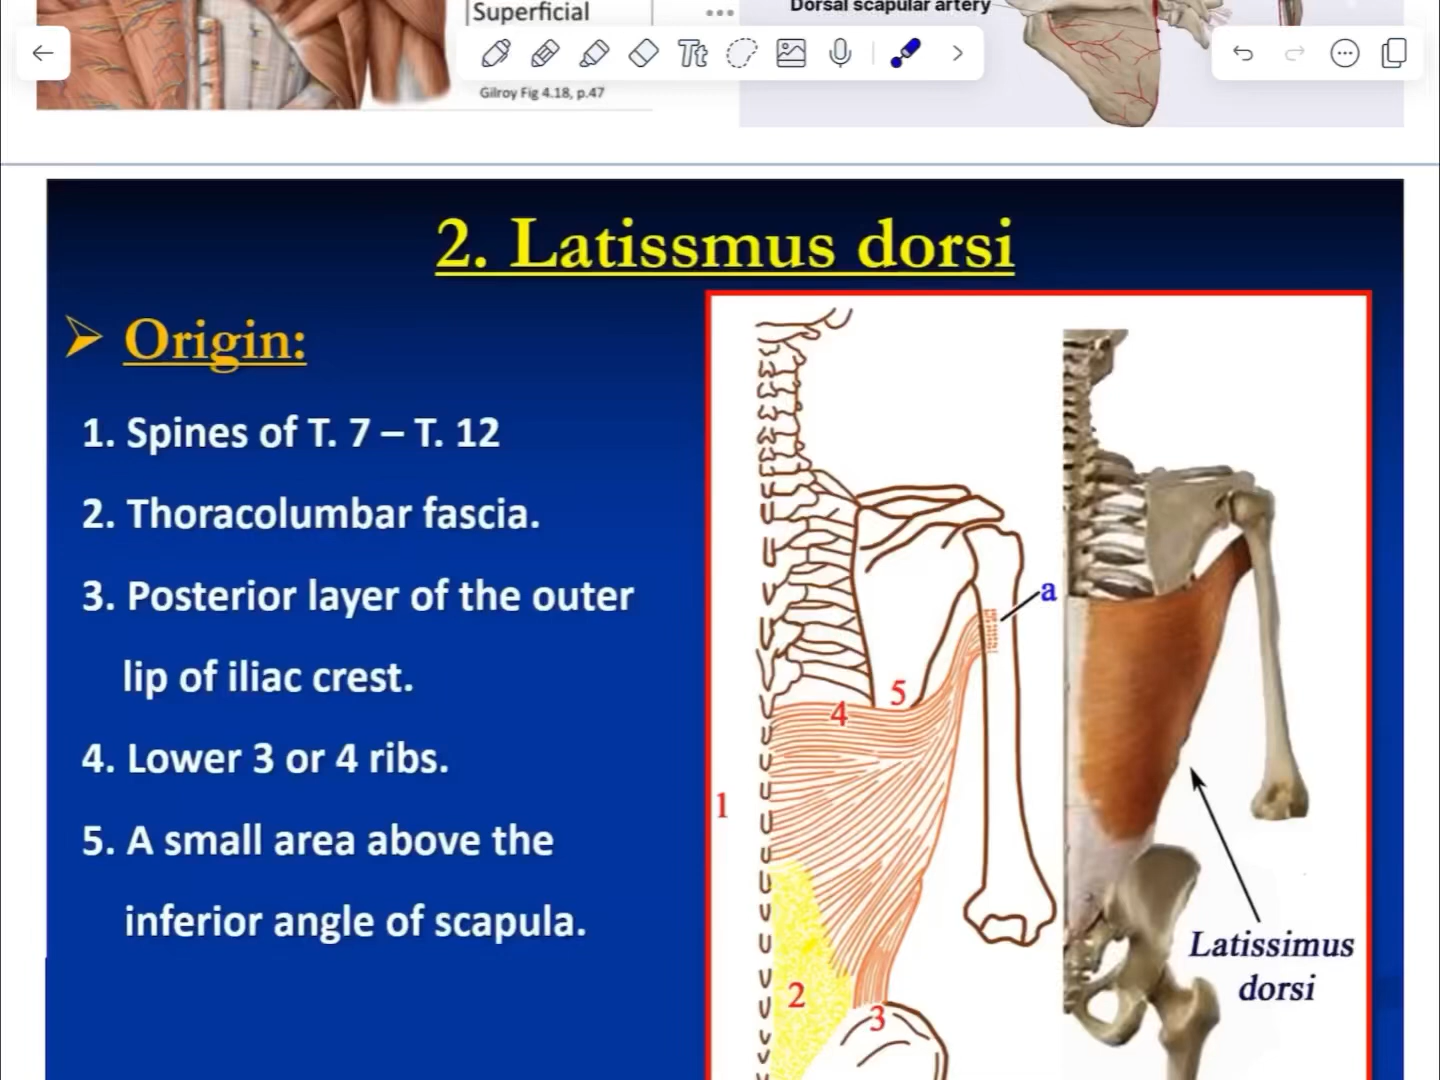 Superficial
Dorsal scapular artery
Tt
Gilroy Fig 4.18, p.47
2. Latissmus dorsi
Origin:
1. Spines of T. 7 – T. 12
2. Thoracolumbar fascia.
3. Posterior layer of the outer
lip of iliac crest.
4. Lower 3 or 4 ribs.
5. A small area above the
inferior angle of scapula.
a
5
4
1
2
3
Latissimus
dorsi